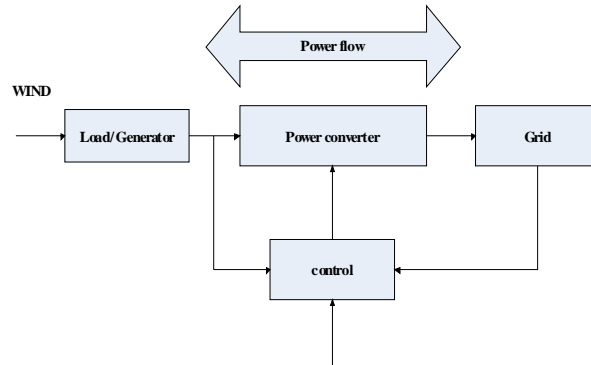 Power flow
WIND
Load/Generator
Power converter
Grid
control